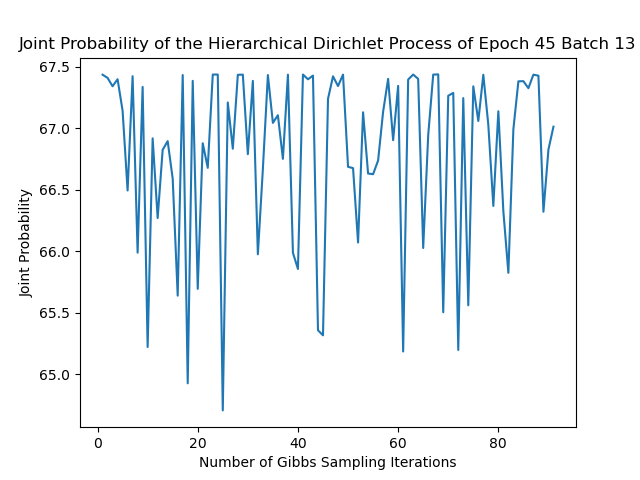 Joint Probability of the Hierarchical Dirichlet Process of Epoch 45 Batch 13
67.5
67.0
66.5
66.0
65.5
65.0
Joint Probability
0 20 40 60 80
Number of Gibbs Sampling Iterations